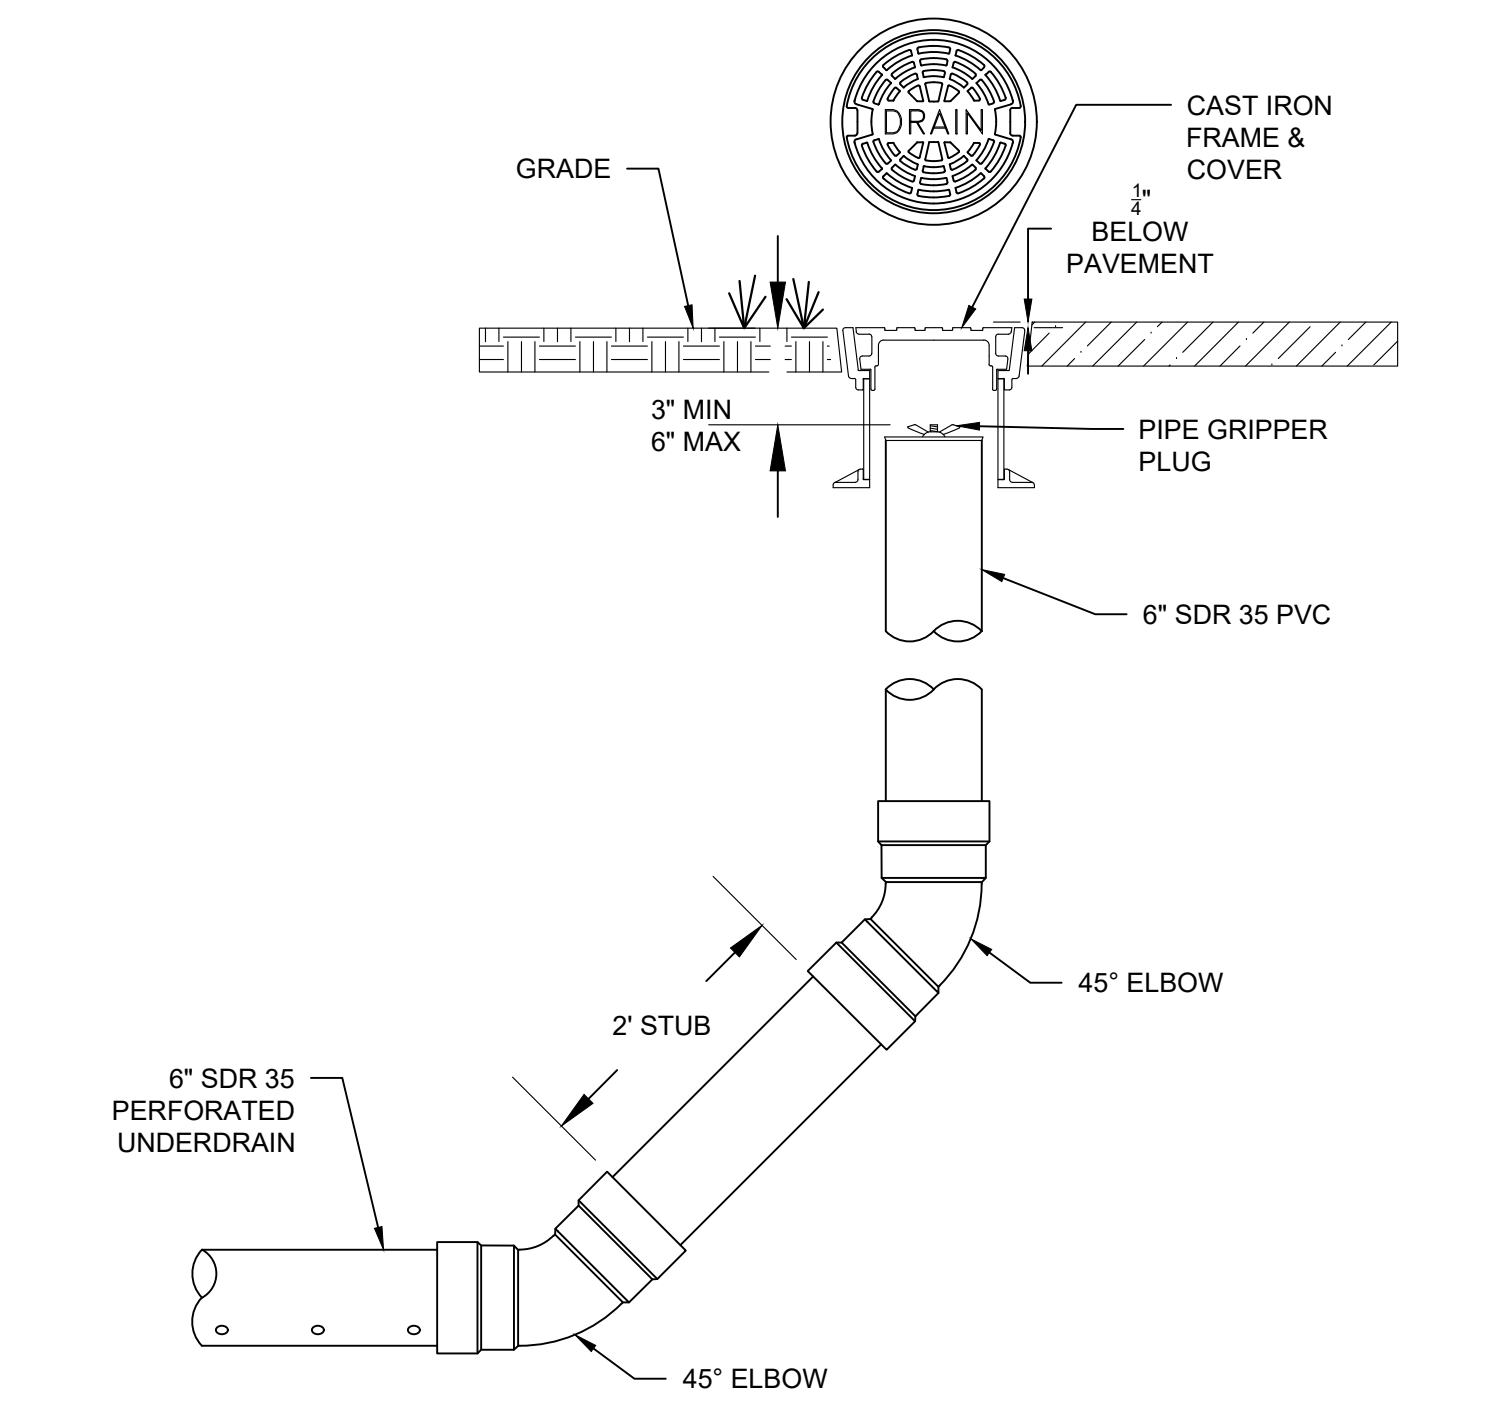 DRAIN
CAST IRON
FRAME &
COVER
GRADE
1/4"
BELOW
PAVEMENT
3" MIN
6" MAX
PIPE GRIPPER
PLUG
6" SDR 35 PVC
45° ELBOW
2' STUB
6" SDR 35
PERFORATED
UNDERDRAIN
45° ELBOW